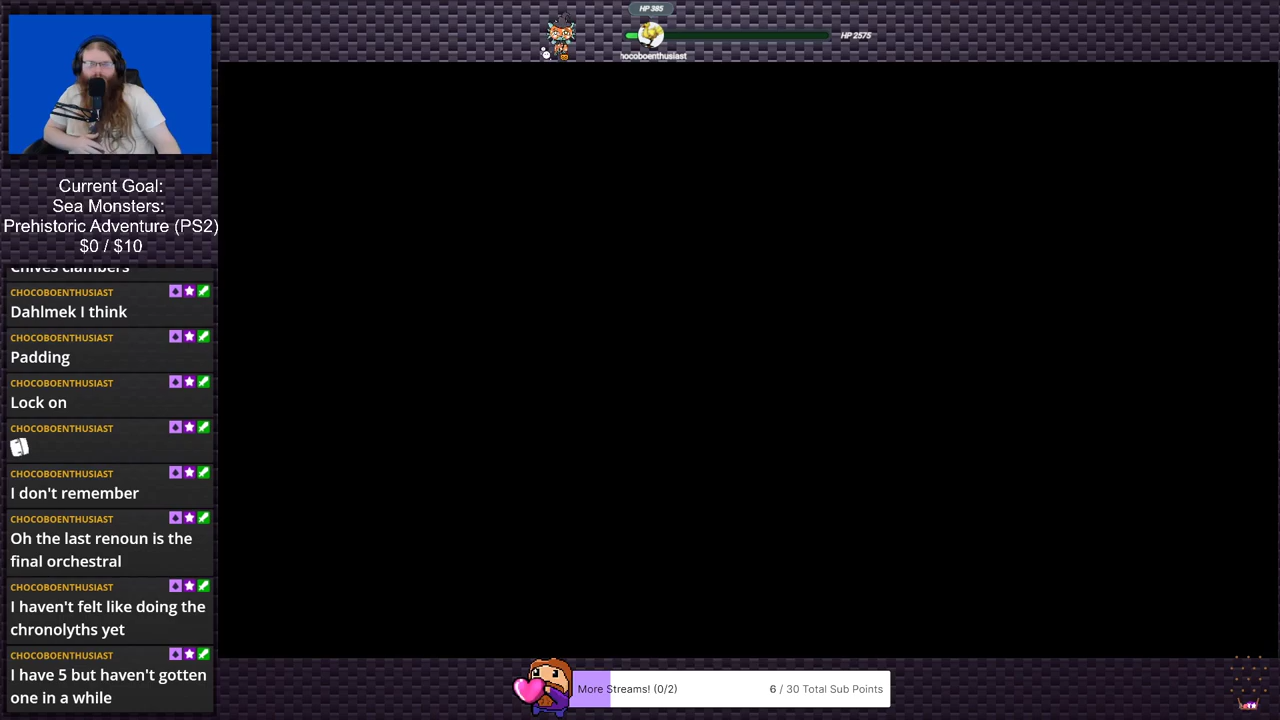 HP 385
HP 2575
hocoboenthusiast
Current Goal:
Sea Monsters:
Prehistoric Adventure (PS2)
$0 / $10
Chives clambers
CHOCOBOENTHUSIAST
Dahlmek I think
CHOCOBOENTHUSIAST
Padding
CHOCOBOENTHUSIAST
Lock on
CHOCOBOENTHUSIAST
CHOCOBOENTHUSIAST
I don't remember
CHOCOBOENTHUSIAST
Oh the last renoun is the
final orchestral
CHOCOBOENTHUSIAST
I haven't felt like doing the
chronolyths yet
CHOCOBOENTHUSIAST
I have 5 but haven't gotten
one in a while
More Streams! (0/2)
6 / 30 Total Sub Points